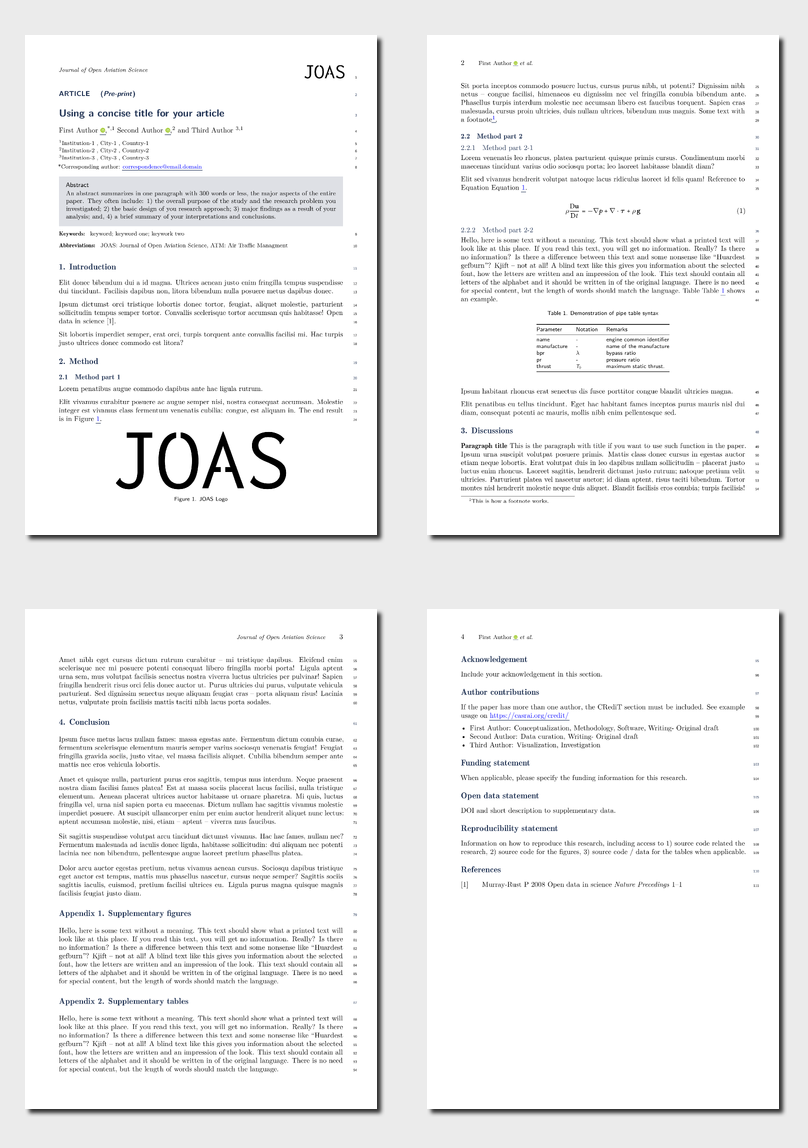 Journal of Open Aviation Science
JOAS
ARTICLE (Pre-print)
Using a concise title for your article
First Author ,*,1 Second Author ,2 and Third Author 3,1
1Institution-1 , City-1 , Country-1
2Institution-2 , City-2 , Country-2
3Institution-3 , City-3 , Country-3
*Corresponding author: correspondence@email.domain
Abstract
An abstract summarizes in one paragraph with 300 words or less, the major aspects of the entire
paper. They often include: 1) the overall purpose of the study and the research problem you
investigated; 2) the basic design of you research approach; 3) major findings as a result of your
analysis; and, 4) a brief summary of your interpretations and conclusions.
Keywords: keyword; keyword one; keywork two
Abbreviations: JOAS: Journal of Open Aviation Science, ATM: Air Traffic Managment
1. Introduction
Elit donec bibendum dui a id magna. Ultrices aenean justo enim fringilla tempus suspendisse
dui tincidunt. Facilisis dapibus non, litora bibendum nulla posuere metus dapibus donec.
Ipsum dictumst orci tristique lobortis donec tortor, feugiat, aliquet molestie, parturient
sollicitudin tempus semper tortor. Convallis scelerisque tortor accumsan quis habitasse! Open
data in science [1].
Sit lobortis imperdiet semper, erat orci, turpis torquent ante convallis facilisi mi. Hac turpis
justo ultrices donec commodo est litora?
2. Method
2.1 Method part 1
Lorem penatibus augue commodo dapibus ante hac ligula rutrum.
Elit vivamus curabitur posuere ac augue semper nisi, nostra consequat accumsan. Molestie
integer est vivamus class fermentum venenatis cubilia: congue, est aliquam in. The end result
is in Figure 1.
JOAS
Figure 1. JOAS Logo
2 First Author et al.
Sit porta inceptos commodo posuere luctus, cursus purus nibh, ut potenti? Dignissim nibh
netus – congue facilisi, himenaeos eu dignissim nec vel fringilla conubia bibendum ante.
Phasellus turpis interdum molestie nec accumsan libero est faucibus torquent. Sapien cras
malesuada, cursus proin ultricies, duis nullam ultrices, bibendum mus magnis. Some text with
a footnote1.
2.2 Method part 2
2.2.1 Method part 2-1
Lorem venenatis leo rhoncus, platea parturient quisque primis cursus. Condimentum morbi
maecenas tincidunt varius odio sociosqu porta; leo laoreet habitasse blandit diam?
Elit sed vivamus hendrerit volutpat natoque lacus ridiculus laoreet id felis quam! Reference to
Equation Equation 1.
ρ Du/Dt = −∇p + ∇ · τ + ρg (1)
2.2.2 Method part 2-2
Hello, here is some text without a meaning. This text should show what a printed text will
look like at this place. If you read this text, you will get no information. Really? Is there
no information? Is there a difference between this text and some nonsense like “Huardest
gefburn”? Kjift – not at all! A blind text like this gives you information about the selected
font, how the letters are written and an impression of the look. This text should contain all
letters of the alphabet and it should be written in of the original language. There is no need
for special content, but the length of words should match the language. Table Table 1 shows
an example.
Table 1. Demonstration of pipe table syntax
Parameter Notation Remarks
name - engine common identifier
manufacture - name of the manufacture
bpr λ bypass ratio
pr - pressure ratio
thrust T0 maximum static thrust.
Ipsum habitant rhoncus erat senectus dis fusce porttitor congue blandit ultricies magna.
Elit penatibus eu tellus tincidunt. Eget hac habitant fames inceptos purus mauris nisl dui
diam, consequat potenti ac mauris, mollis nibh enim pellentesque sed.
3. Discussions
Paragraph title This is the paragraph with title if you want to use such function in the paper.
Ipsum urna suscipit volutpat posuere primis. Mattis class donec cursus in egestas auctor
etiam neque lobortis. Erat volutpat duis in leo dapibus nullam sollicitudin – placerat justo
luctus eros curae diam. Laoreet sagittis, hendrerit dictumst justo rutrum; natoque pretium velit
ultricies. Parturient platea vel nascetur auctor; id diam aptent, risus taciti bibendum. Tortor
montes nisl hendrerit molestie neque duis aliquet. Blandit facilisis eros conubia; turpis facilisis!
1This is how a footnote works.
Journal of Open Aviation Science 3
Amet nibh eget cursus dictum rutrum curabitur – mi tristique dapibus. Eleifend enim
scelerisque nec mi posuere potenti consequat libero fringilla morbi porta! Ligula aptent
urna sem, mus volutpat facilisis senectus nostra viverra luctus ultricies per pulvinar! Sapien
fringilla hendrerit risus orci felis donec auctor ut. Purus ultricies dui purus, vulputate vehicula
parturient. Sed dignissim senectus neque aliquam feugiat cras – porta aliquam risus! Lacinia
netus, vulputate proin facilisis mattis taciti nibh lacus porta sodales.
4. Conclusion
Ipsum fusce metus lacus nullam fames: massa egestas ante. Fermentum dictum conubia curae,
fermentum scelerisque elementum mauris semper varius sociosqu venenatis feugiat! Feugiat
fringilla gravida sociis, justo vitae, vel massa facilisis aliquet. Cubilia bibendum semper ante
mattis nec eros vehicula lobortis.
Amet et quisque nulla, parturient purus eros sagittis, tempus mus interdum. Neque praesent
nostra diam facilisi fames platea! Est at massa sociis placerat lacus facilisi, nulla tristique
elementum. Aenean placerat ultrices auctor habitasse ut ornare pharetra. Mi quis, luctus
fringilla vel, urna nisl sapien porta eu maecenas. Dictum nullam hac sagittis vivamus molestie
imperdiet posuere. At suscipit ullamcorper enim per enim auctor hendrerit aliquet nunc lectus:
aptent accumsan molestie, nisi, etiam – aptent – viverra mus faucibus.
Sit sagittis suspendisse volutpat arcu tincidunt dictumst vivamus. Hac hac fames, nullam nec?
Fermentum malesuada ad iaculis donec ligula, habitasse sollicitudin: dui aliquam nec potenti
lacinia nec non bibendum, pellentesque augue laoreet pretium phasellus platea.
Dolor arcu auctor egestas pretium, netus vivamus aenean cursus. Sociosqu dapibus tristique
eget auctor est tempus, mattis mus phasellus nascetur, cursus neque semper? Sagittis sociis
sagittis iaculis, euismod, pretium facilisi ultrices eu. Ligula purus magna quisque magnis
facilisis feugiat justo diam.
Appendix 1. Supplementary figures
Hello, here is some text without a meaning. This text should show what a printed text will
look like at this place. If you read this text, you will get no information. Really? Is there
no information? Is there a difference between this text and some nonsense like “Huardest
gefburn”? Kjift – not at all! A blind text like this gives you information about the selected
font, how the letters are written and an impression of the look. This text should contain all
letters of the alphabet and it should be written in of the original language. There is no need
for special content, but the length of words should match the language.
Appendix 2. Supplementary tables
Hello, here is some text without a meaning. This text should show what a printed text will
look like at this place. If you read this text, you will get no information. Really? Is there
no information? Is there a difference between this text and some nonsense like “Huardest
gefburn”? Kjift – not at all! A blind text like this gives you information about the selected
font, how the letters are written and an impression of the look. This text should contain all
letters of the alphabet and it should be written in of the original language. There is no need
for special content, but the length of words should match the language.
4 First Author et al.
Acknowledgement
Include your acknowledgement in this section.
Author contributions
If the paper has more than one author, the CRediT section must be included. See example
usage on https://casrai.org/credit/
• First Author: Conceptualization, Methodology, Software, Writing- Original draft
• Second Author: Data curation, Writing- Original draft
• Third Author: Visualization, Investigation
Funding statement
When applicable, please specify the funding information for this research.
Open data statement
DOI and short description to supplementary data.
Reproducibility statement
Information on how to reproduce this research, including access to 1) source code related the
research, 2) source code for the figures, 3) source code / data for the tables when applicable.
References
[1] Murray-Rust P 2008 Open data in science Nature Precedings 1–1